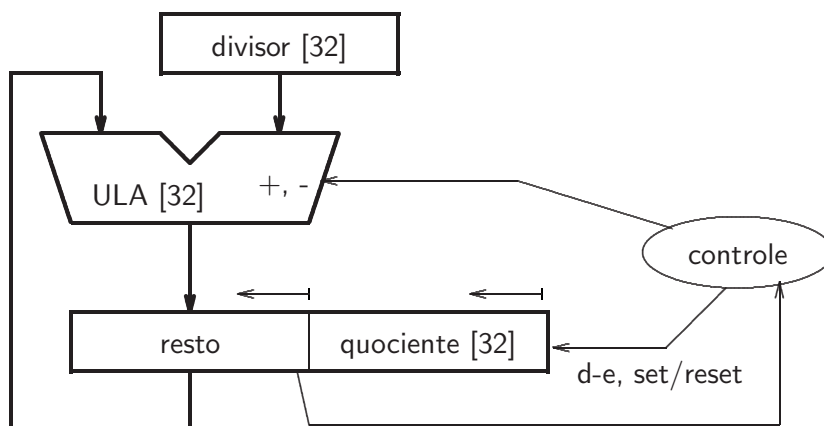 divisor [32]
ULA [32]
+, -
controle
resto
quociente [32]
d-e, set/reset